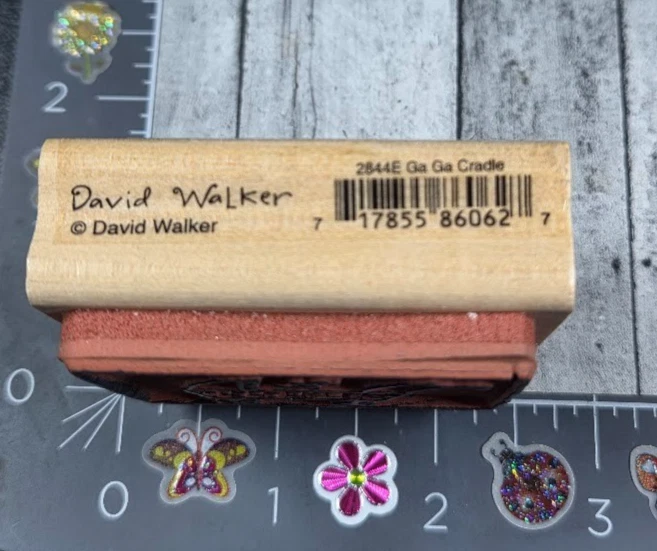 2
2844E Ga Ga Cradle
David Walker
© David Walker
7 17855 86062 7
0
0 1 2 3